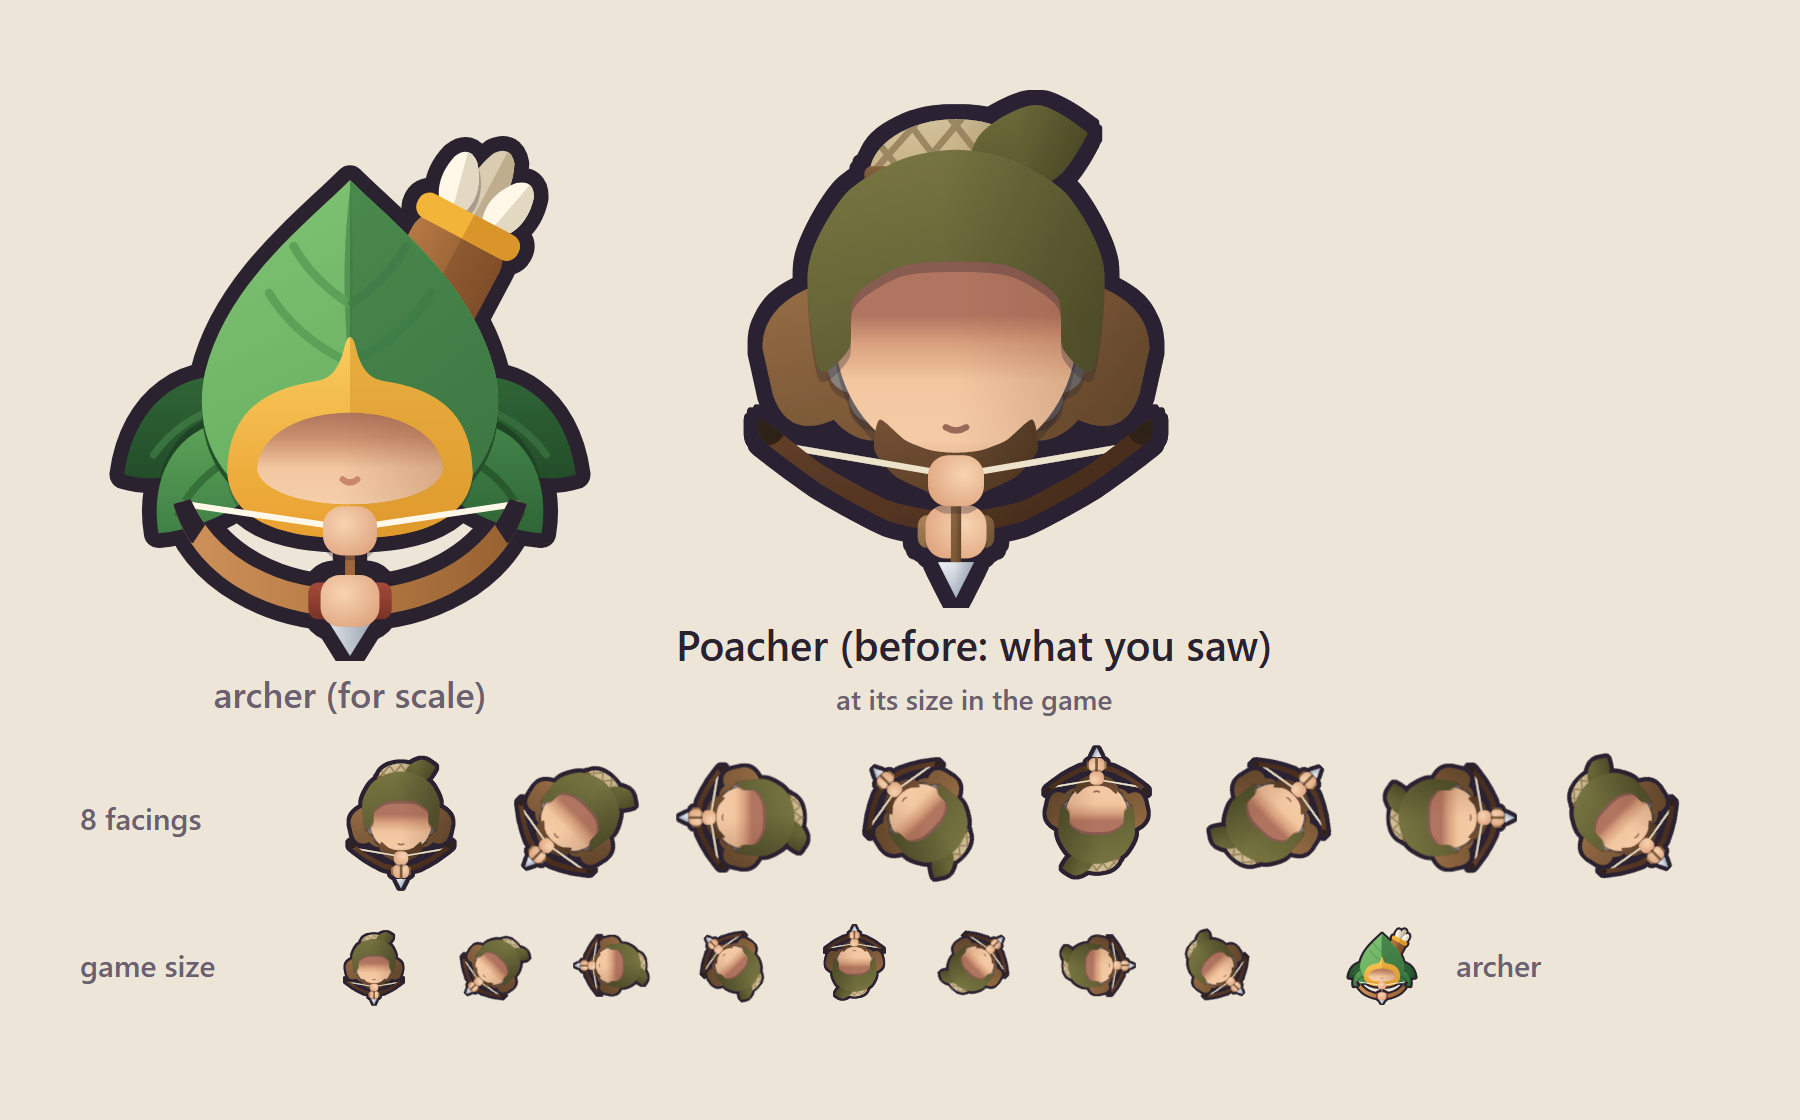 Poacher (before: what you saw)
archer (for scale)
at its size in the game
8 facings
game size
archer